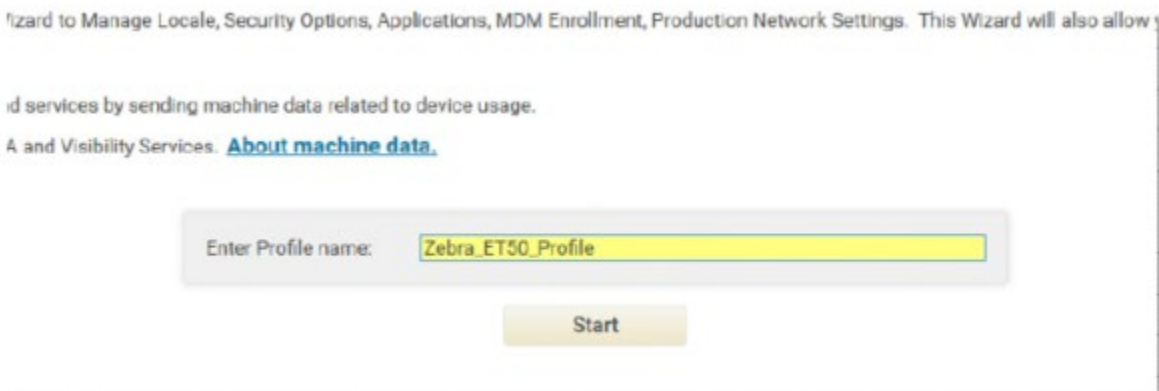 to Manage Locale, Security Options, Applications, MDM Enrollment, Production Network Settings. This Wizard will also allow
services by sending machine data related to device usage.
and Visibility Services. About machine data.
Enter Profile name: Zebra_ET50_Profile
Start